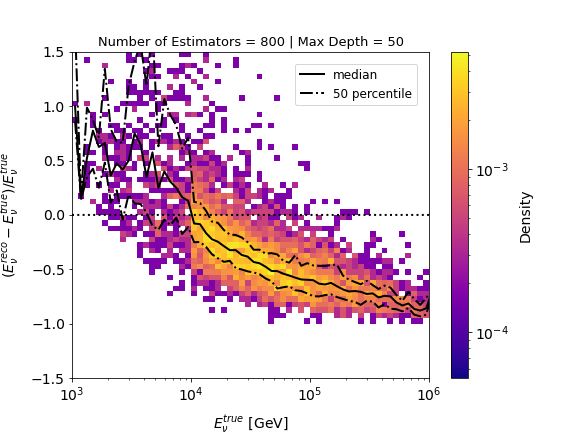 Number of Estimators = 800 | Max Depth = 50
1.5
1.0
0.5
0.0
−0.5
−1.0
−1.5
(E_ν^reco − E_ν^true)/E_ν^true
median
50 percentile
10^3
10^4
10^5
10^6
E_ν^true [GeV]
10^−3
10^−4
Density